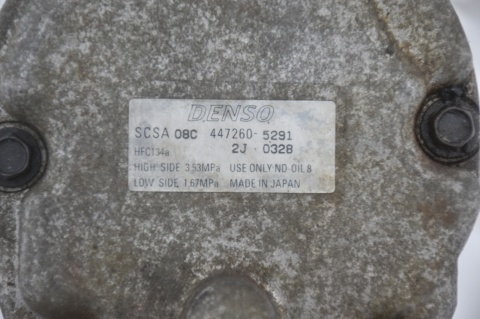 DENSO
SCSA 08C 447260- 5291
HFC134a 2J · 0328
HIGH SIDE 3.53MPa USE ONLY ND-OIL 8
LOW SIDE 1.67MPa MADE IN JAPAN